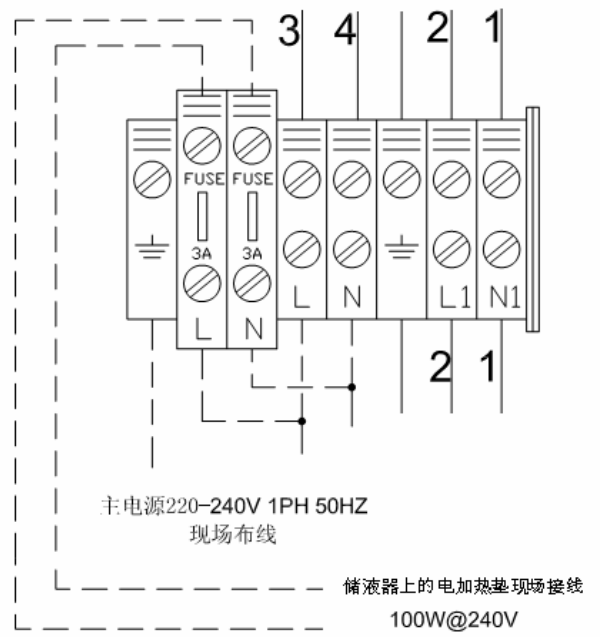 3 4 2 1
FUSE FUSE
3A 3A
L N L N L1 N1
2 1
主电源220-240V 1PH 50HZ
现场布线
储液器上的电加热垫现场接线
100W@240V